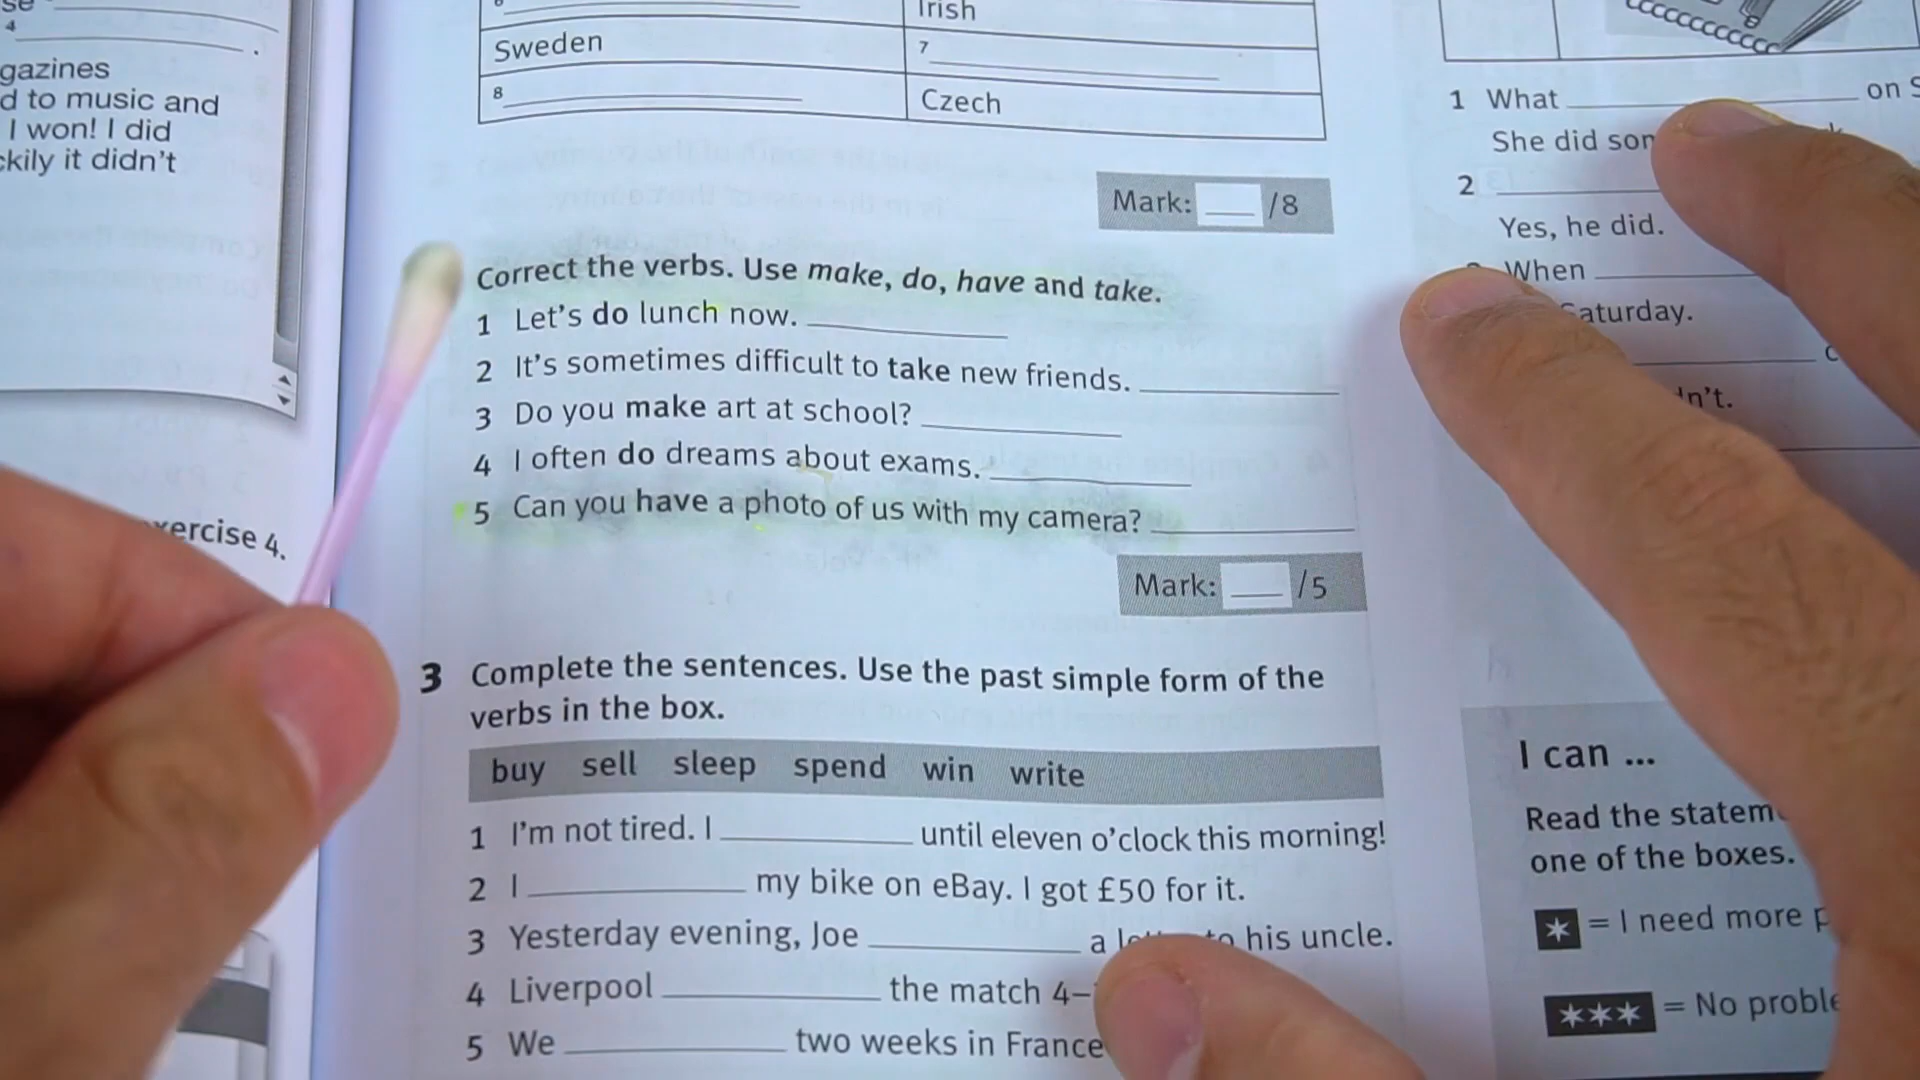 4
.
gazines
d to music and
I won! I did
ckily it didn't
ercise 4.
Irish
Sweden 7
8 Czech
Mark: /8
Correct the verbs. Use make, do, have and take.
1 Let's do lunch now.
2 It's sometimes difficult to take new friends.
3 Do you make art at school?
4 I often do dreams about exams.
5 Can you have a photo of us with my camera?
Mark: /5
3 Complete the sentences. Use the past simple form of the
verbs in the box.
buy sell sleep spend win write
1 I'm not tired. I until eleven o'clock this morning!
2 I my bike on eBay. I got £50 for it.
3 Yesterday evening, Joe a to his uncle.
4 Liverpool the match 4–
5 We two weeks in France
1 What on S
She did
2
Yes, he did.
When
Saturday.
n't.
I can ...
Read the statem
one of the boxes.
★ = I need more p
★★★ = No proble